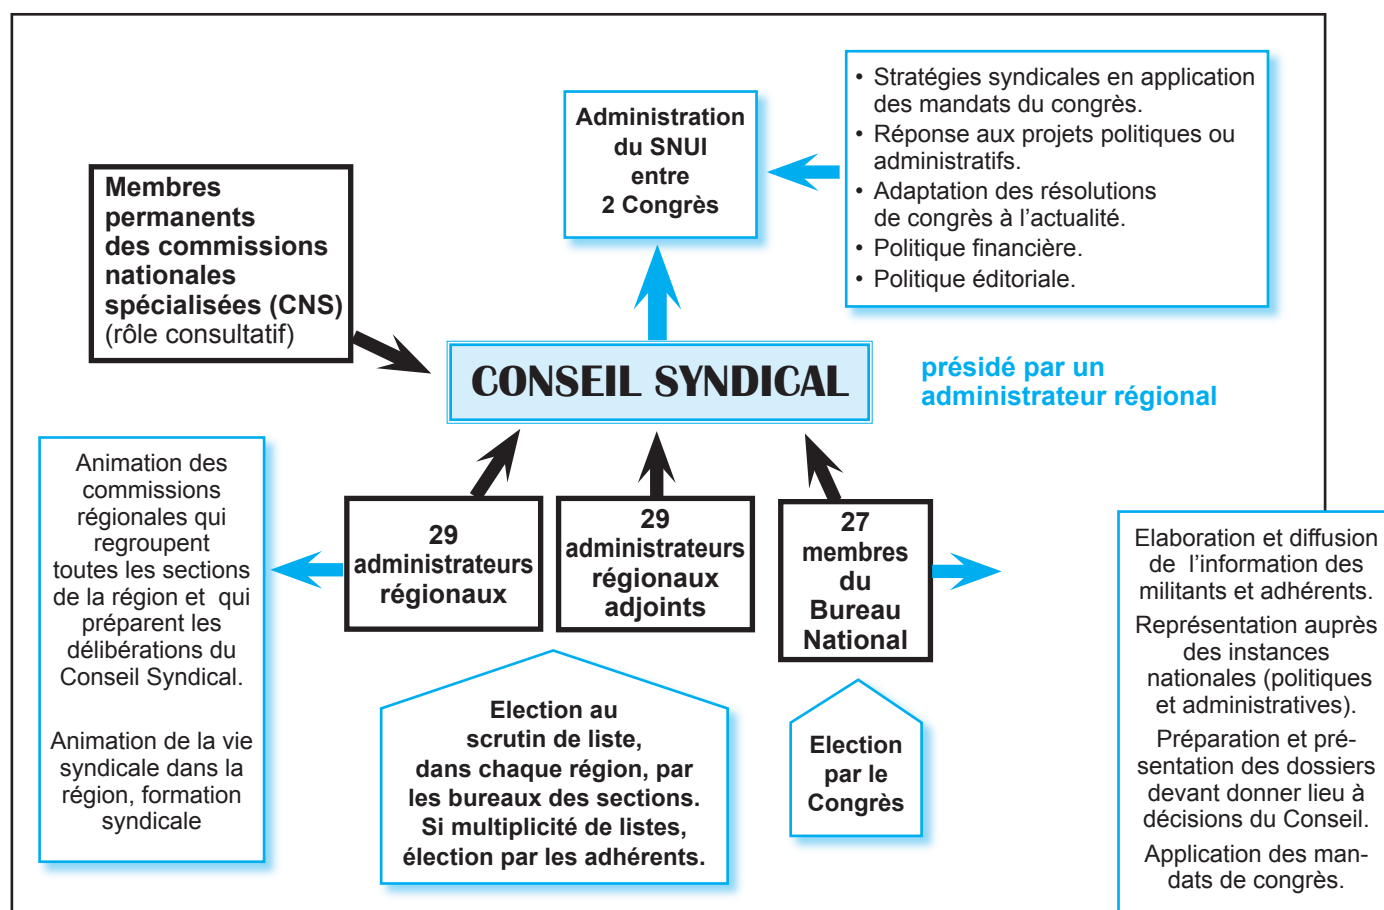 Administration
du SNUI
entre
2 Congrès
• Stratégies syndicales en application
des mandats du congrès.
• Réponse aux projets politiques ou
administratifs.
• Adaptation des résolutions
de congrès à l’actualité.
• Politique financière.
• Politique éditoriale.
Membres
permanents
des commissions
nationales
spécialisées (CNS)
(rôle consultatif)
CONSEIL SYNDICAL
présidé par un
administrateur régional
Animation des
commissions
régionales qui
regroupent
toutes les sections
de la région et qui
préparent les
délibérations du
Conseil Syndical.
Animation de la vie
syndicale dans la
région, formation
syndicale
29
administrateurs
régionaux
29
administrateurs
régionaux
adjoints
27
membres
du
Bureau
National
Election au
scrutin de liste,
dans chaque région, par
les bureaux des sections.
Si multiplicité de listes,
élection par les adhérents.
Election
par le
Congrès
Elaboration et diffusion
de l’information des
militants et adhérents.
Représentation auprès
des instances
nationales (politiques
et administratives).
Préparation et pré-
sentation des dossiers
devant donner lieu à
décisions du Conseil.
Application des man-
dats de congrès.